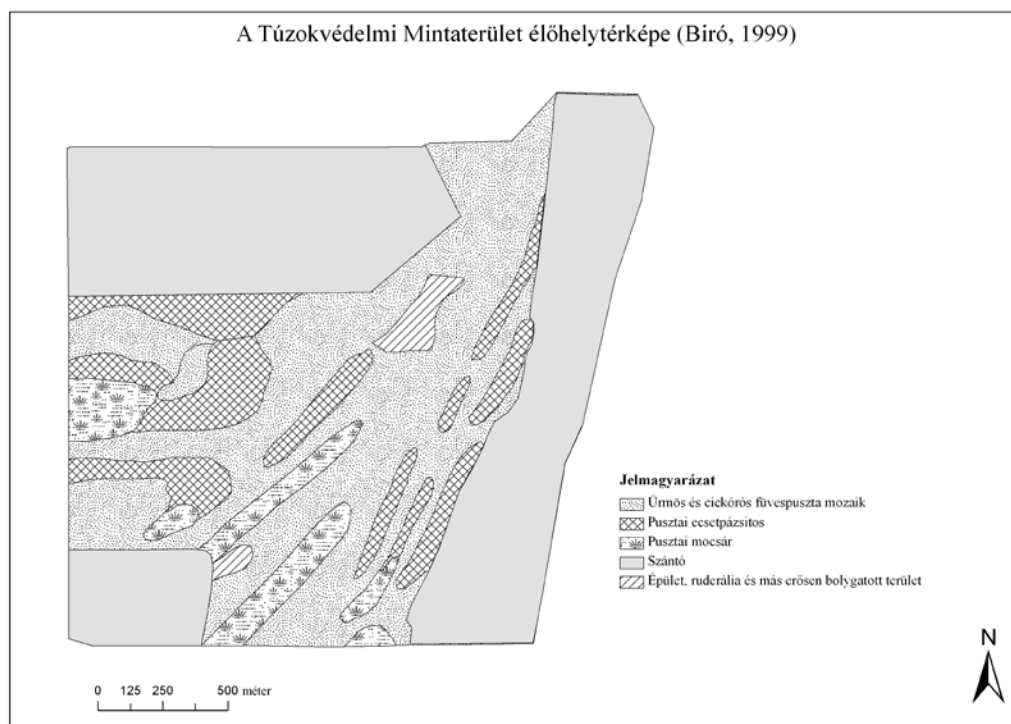 A Túzokvédelmi Mintaterület élőhelytérképe (Biró, 1999)
Jelmagyarázat
Ürmös és cickórós füvespuszta mozaik
Pusztai ecsetpázsitos
Pusztai mocsár
Szántó
Épület, ruderália és más erősen bolygatott terület
N
0 125 250 500 méter